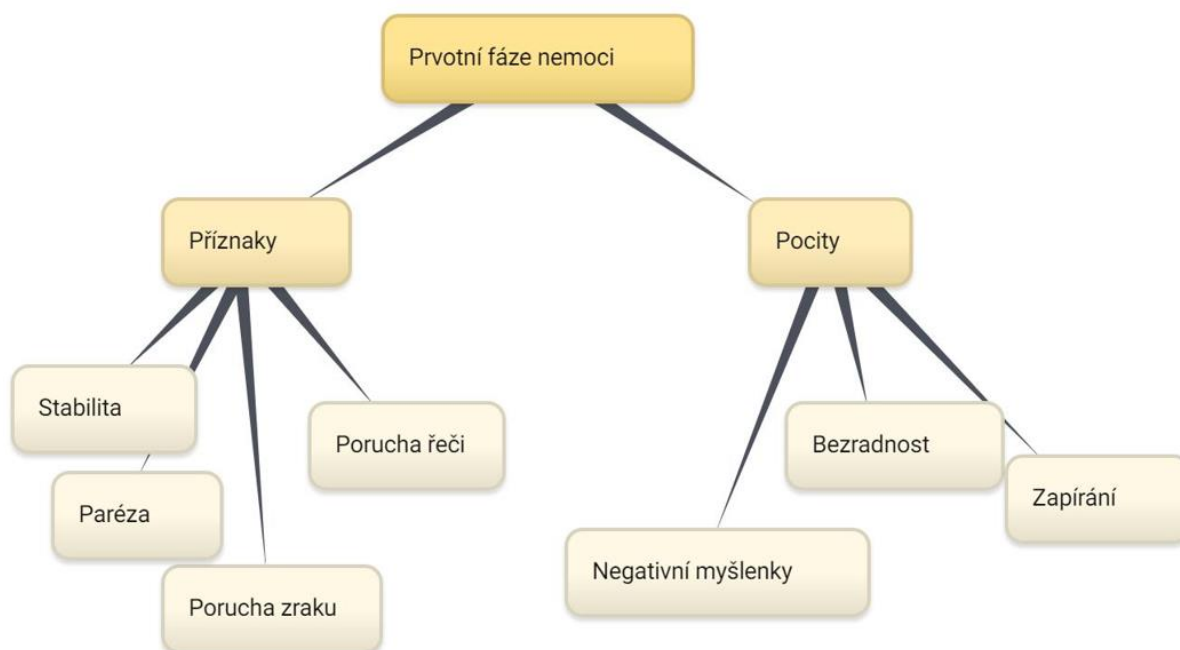 Prvotní fáze nemoci
Příznaky
Pocity
Stabilita
Paréza
Porucha zraku
Porucha řeči
Negativní myšlenky
Bezradnost
Zapírání